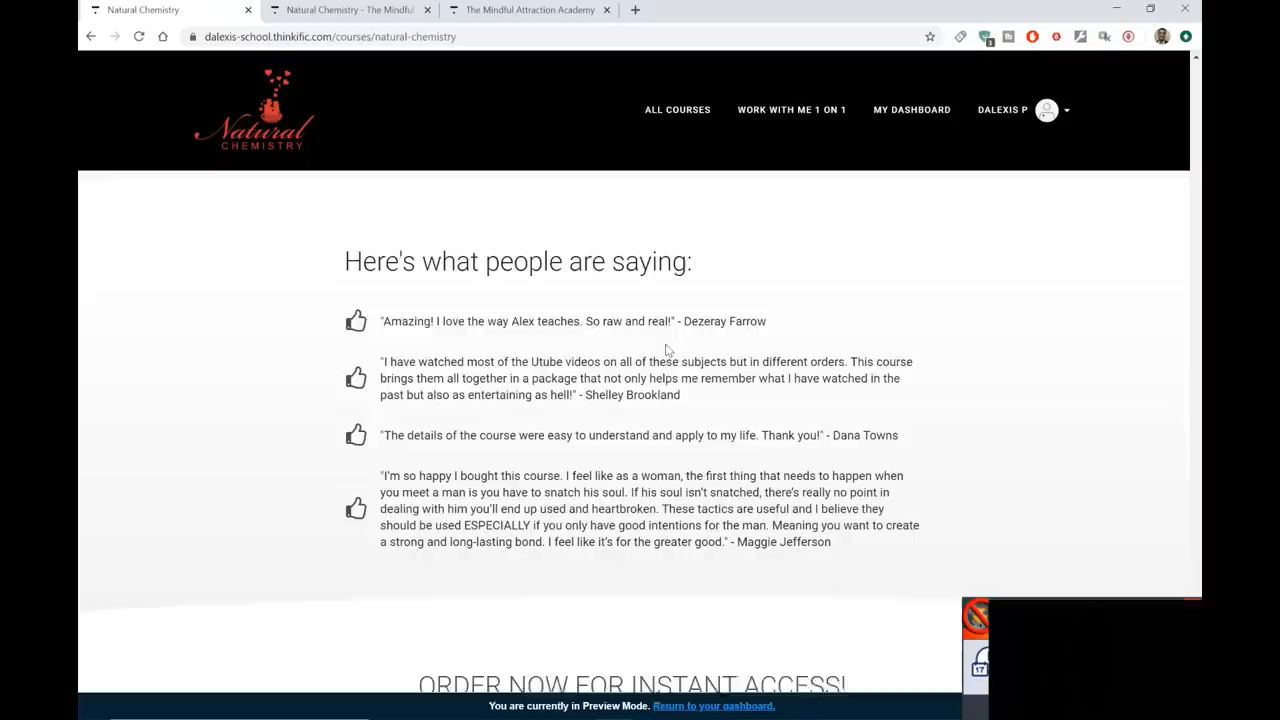 Natural Chemistry
Natural Chemistry - The Mindful
The Mindful Attraction Academy
dalexis-school.thinkific.com/courses/natural-chemistry
3
Natural
CHEMISTRY
ALL COURSES
WORK WITH ME 1 ON 1
MY DASHBOARD
DALEXIS P
Here's what people are saying:
"Amazing! I love the way Alex teaches. So raw and real!" - Dezeray Farrow
"I have watched most of the Utube videos on all of these subjects but in different orders. This course
brings them all together in a package that not only helps me remember what I have watched in the
past but also as entertaining as hell!" - Shelley Brookland
"The details of the course were easy to understand and apply to my life. Thank you!" - Dana Towns
"I'm so happy I bought this course. I feel like as a woman, the first thing that needs to happen when
you meet a man is you have to snatch his soul. If his soul isn't snatched, there's really no point in
dealing with him you'll end up used and heartbroken. These tactics are useful and I believe they
should be used ESPECIALLY if you only have good intentions for the man. Meaning you want to create
a strong and long-lasting bond. I feel like it's for the greater good." - Maggie Jefferson
17
ORDER NOW FOR INSTANT ACCESS!
You are currently in Preview Mode. Return to your dashboard.